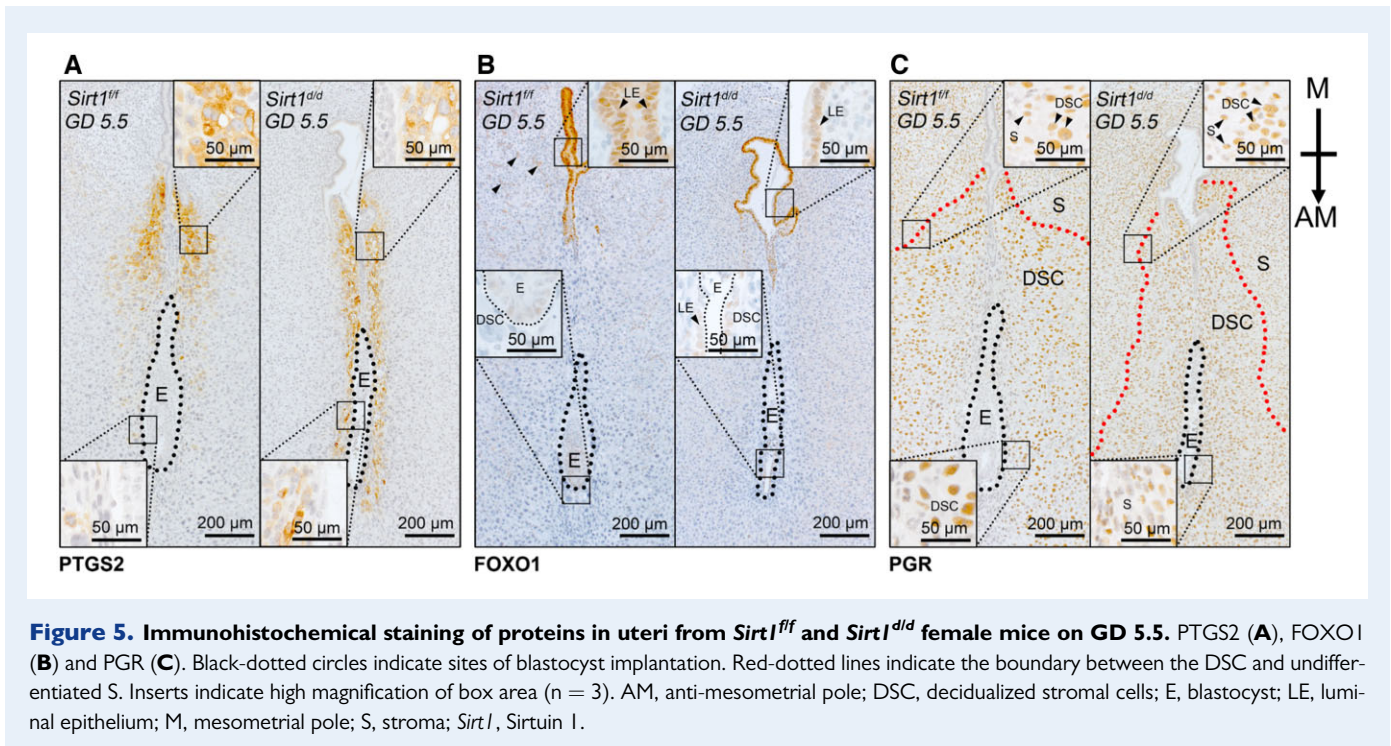 A
Sirt1f/f
GD 5.5
50 µm
E
50 µm
200 µm
Sirt1d/d
GD 5.5
50 µm
E
50 µm
200 µm
PTGS2
B
Sirt1f/f
GD 5.5
LE
50 µm
E
DSC
50 µm
E
200 µm
Sirt1d/d
GD 5.5
LE
50 µm
E
LE
DSC
50 µm
E
200 µm
FOXO1
C
Sirt1f/f
GD 5.5
DSC
S
50 µm
S
DSC
E
DSC
50 µm
200 µm
Sirt1d/d
GD 5.5
DSC
S
50 µm
S
DSC
E
S
50 µm
200 µm
PGR
M
AM
Figure 5. Immunohistochemical staining of proteins in uteri from Sirt1f/f and Sirt1d/d female mice on GD 5.5. PTGS2 (A), FOXO1
(B) and PGR (C). Black-dotted circles indicate sites of blastocyst implantation. Red-dotted lines indicate the boundary between the DSC and undiffer-
entiated S. Inserts indicate high magnification of box area (n = 3). AM, anti-mesometrial pole; DSC, decidualized stromal cells; E, blastocyst; LE, lumi-
nal epithelium; M, mesometrial pole; S, stroma; Sirt1, Sirtuin 1.